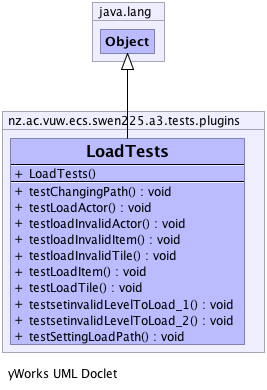 java.lang
Object
nz.ac.vuw.ecs.swen225.a3.tests.plugins
LoadTests
+ LoadTests()
+ testChangingPath() : void
+ testLoadActor() : void
+ testloadInvalidActor() : void
+ testloadInvalidItem() : void
+ testloadInvalidTile() : void
+ testLoadItem() : void
+ testLoadTile() : void
+ testsetinvalidLevelToLoad_1() : void
+ testsetinvalidLevelToLoad_2() : void
+ testSettingLoadPath() : void
yWorks UML Doclet